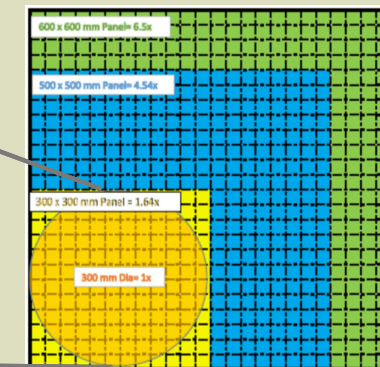 600 x 600 mm Panel= 6.5x
500 x 500 mm Panel= 4.54x
300 x 300 mm Panel = 1.64x
300 mm Dia= 1x